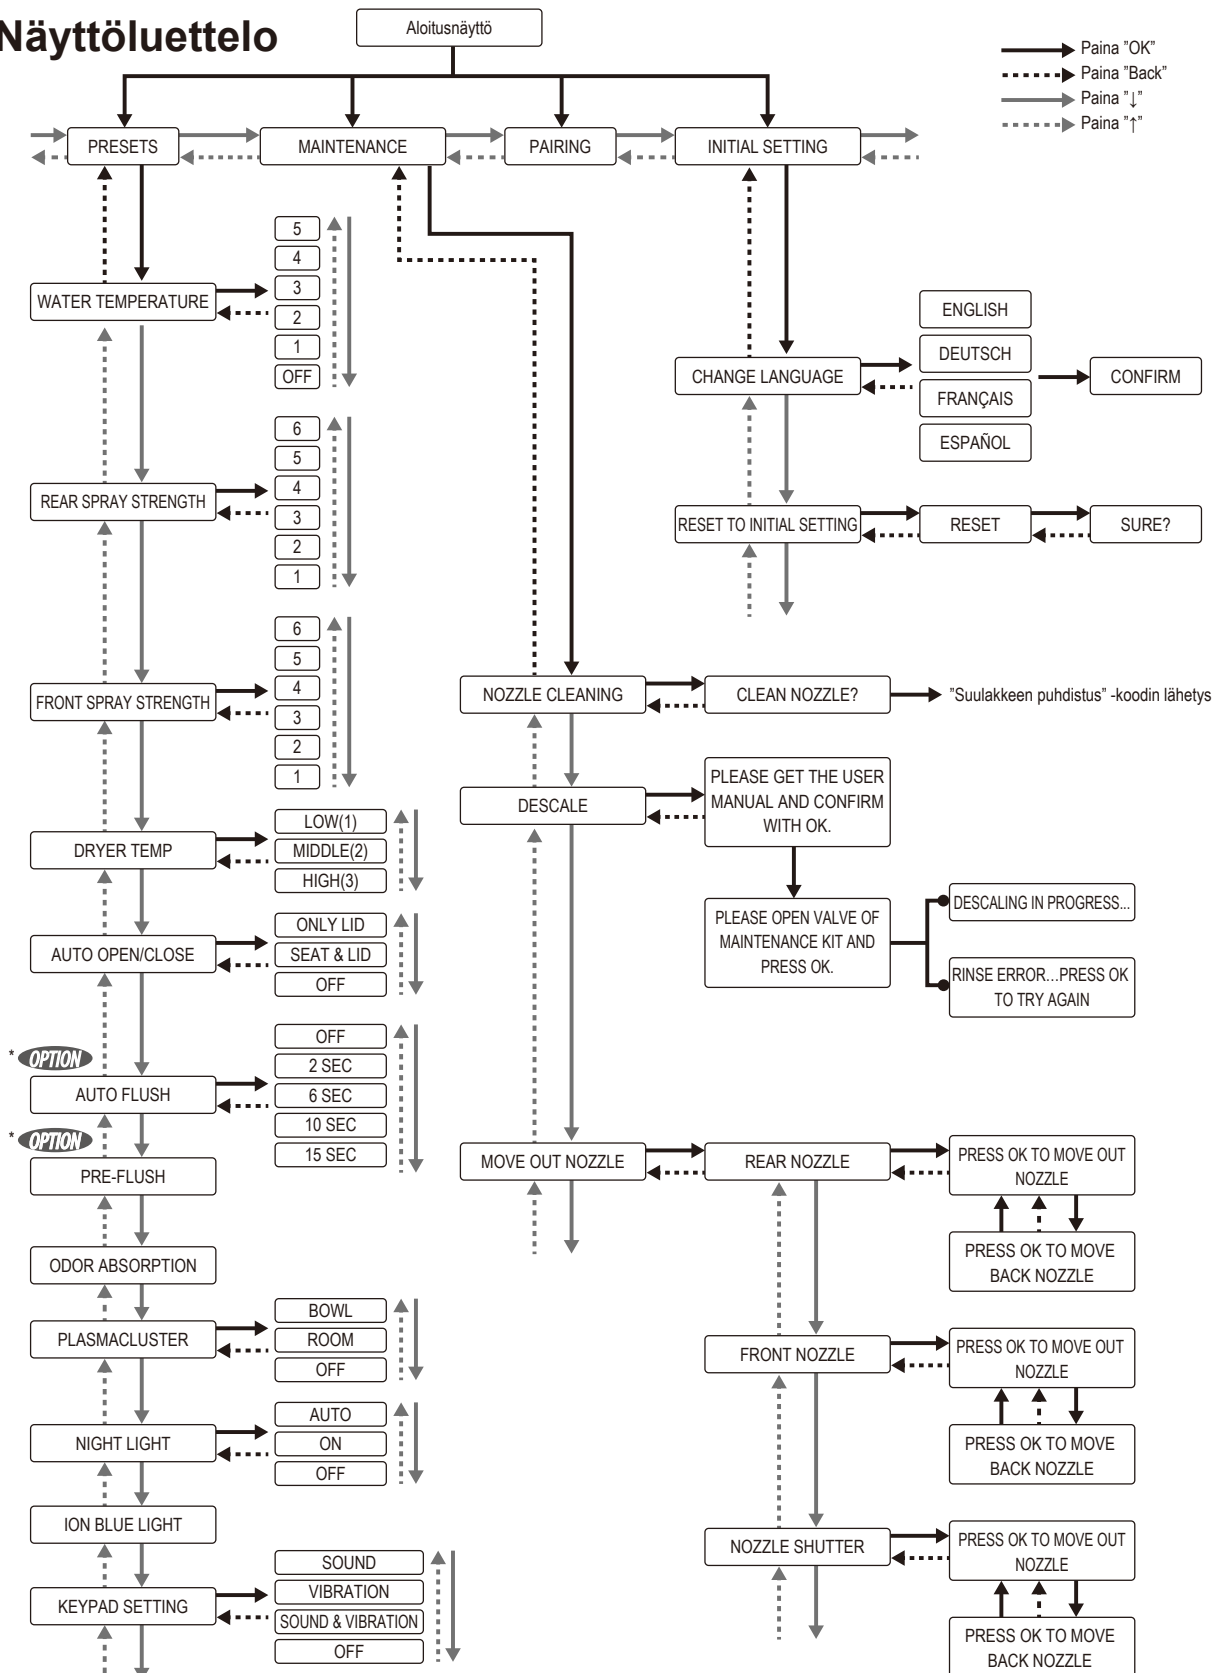 Näyttöluettelo
Aloitusnäyttö
Paina "OK"
Paina "Back"
Paina "↓"
Paina "↑"
PRESETS
MAINTENANCE
PAIRING
INITIAL SETTING
WATER TEMPERATURE
5
4
3
2
1
OFF
REAR SPRAY STRENGTH
6
5
4
3
2
1
FRONT SPRAY STRENGTH
6
5
4
3
2
1
DRYER TEMP
LOW(1)
MIDDLE(2)
HIGH(3)
AUTO OPEN/CLOSE
ONLY LID
SEAT & LID
OFF
* OPTION
AUTO FLUSH
OFF
2 SEC
6 SEC
10 SEC
15 SEC
* OPTION
PRE-FLUSH
ODOR ABSORPTION
PLASMACLUSTER
BOWL
ROOM
OFF
NIGHT LIGHT
AUTO
ON
OFF
ION BLUE LIGHT
KEYPAD SETTING
SOUND
VIBRATION
SOUND & VIBRATION
OFF
NOZZLE CLEANING
CLEAN NOZZLE?
"Suulakkeen puhdistus" -koodin lähetys
DESCALE
PLEASE GET THE USER
MANUAL AND CONFIRM
WITH OK.
PLEASE OPEN VALVE OF
MAINTENANCE KIT AND
PRESS OK.
DESCALING IN PROGRESS...
RINSE ERROR...PRESS OK
TO TRY AGAIN
MOVE OUT NOZZLE
REAR NOZZLE
PRESS OK TO MOVE OUT
NOZZLE
PRESS OK TO MOVE
BACK NOZZLE
FRONT NOZZLE
PRESS OK TO MOVE OUT
NOZZLE
PRESS OK TO MOVE
BACK NOZZLE
NOZZLE SHUTTER
PRESS OK TO MOVE OUT
NOZZLE
PRESS OK TO MOVE
BACK NOZZLE
CHANGE LANGUAGE
ENGLISH
DEUTSCH
FRANÇAIS
ESPAÑOL
CONFIRM
RESET TO INITIAL SETTING
RESET
SURE?